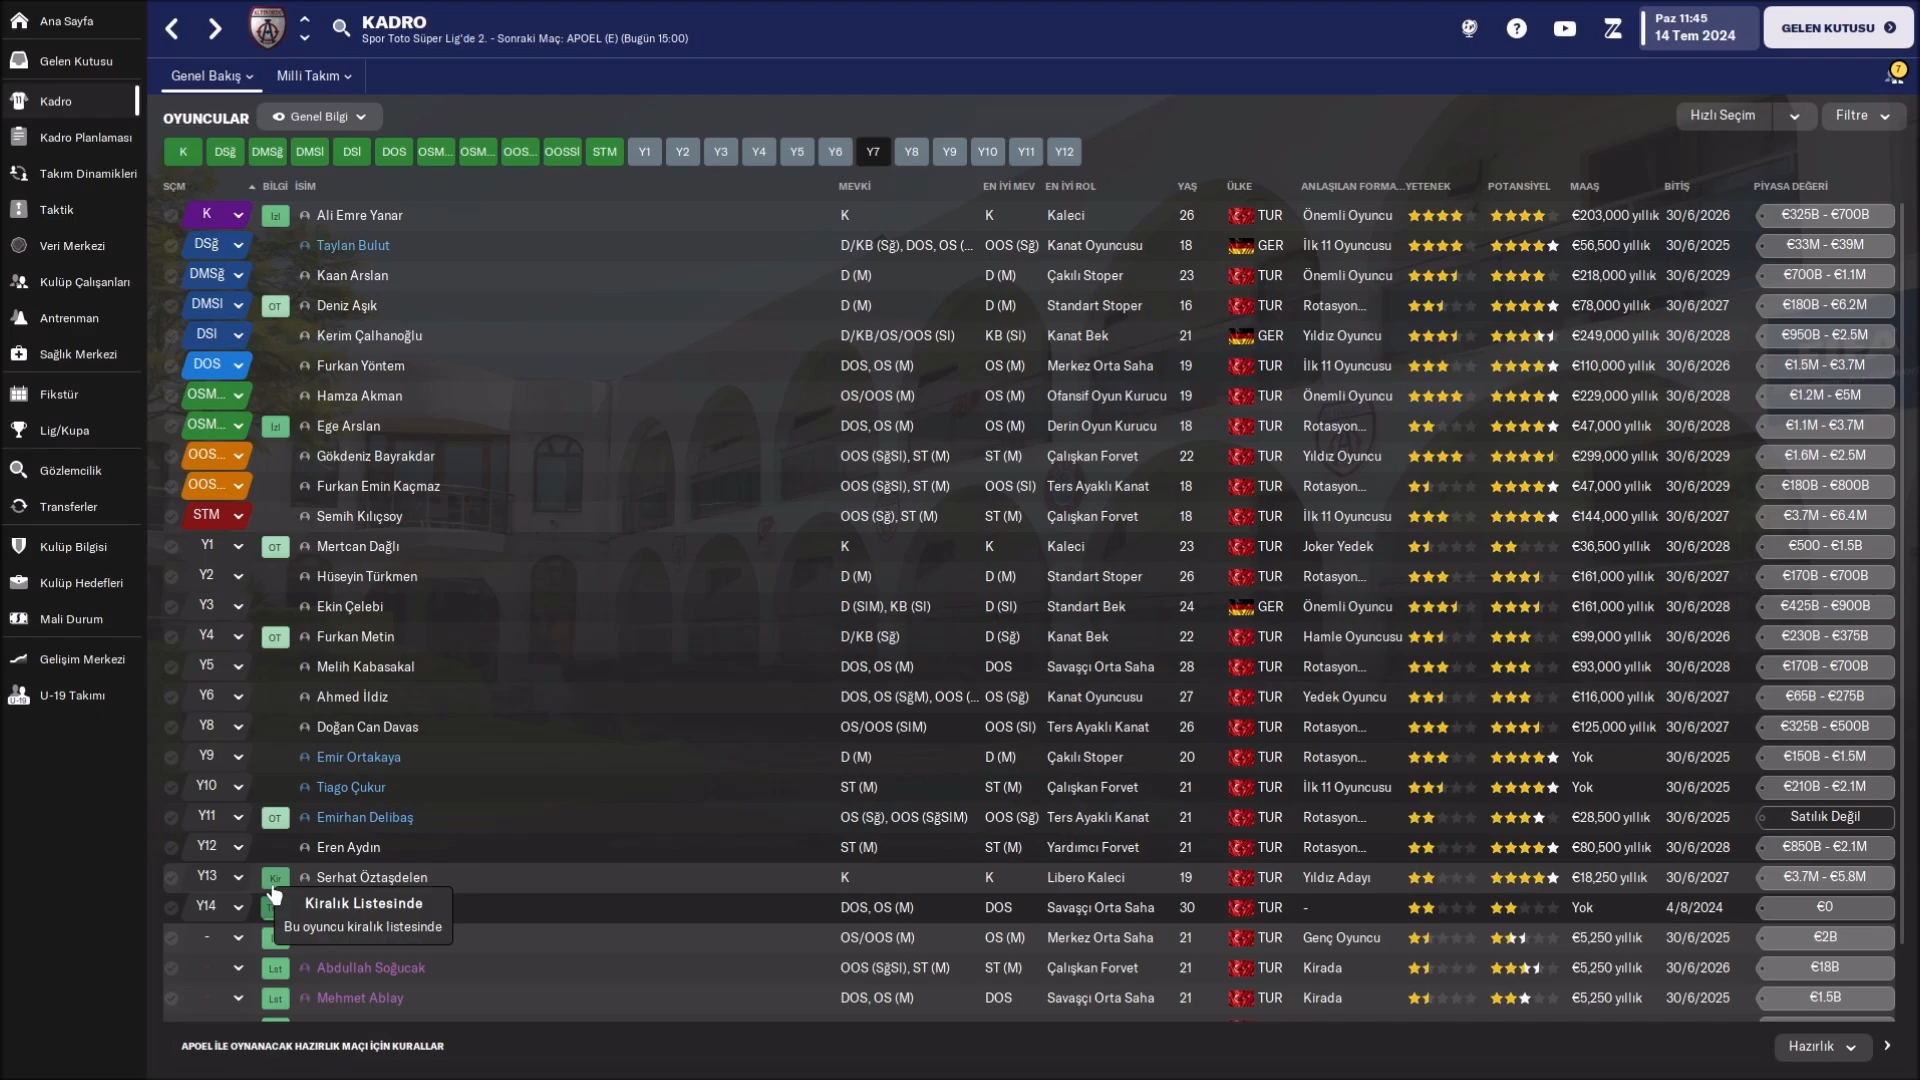 Ana Sayfa
Gelen Kutusu
Kadro
Kadro Planlaması
Takım Dinamikleri
Taktik
Veri Merkezi
Kulüp Çalışanları
Antrenman
Sağlık Merkezi
Fikstür
Lig/Kupa
Gözlemcilik
Transferler
Kulüp Bilgisi
Kulüp Hedefleri
Mali Durum
Gelişim Merkezi
U-19 Takımı
KADRO
Spor Toto Süper Lig'de 2. - Sonraki Maç: APOEL (E) (Bugün 15:00)
Paz 11:45
14 Tem 2024
GELEN KUTUSU
Genel Bakış Milli Takım
7
OYUNCULAR Genel Bilgi Hızlı Seçim Filtre
K DSğ DMSğ DMSl DSl DOS OSM... OSM... OOS... OOSSl STM Y1 Y2 Y3 Y4 Y5 Y6 Y7 Y8 Y9 Y10 Y11 Y12
SÇM BİLGİ İSİM MEVKİ EN İYİ MEV EN İYİ ROL YAŞ ÜLKE ANLAŞILAN FORMA... YETENEK POTANSİYEL MAAŞ BİTİŞ PİYASA DEĞERİ
K İzl Ali Emre Yanar K K Kaleci 26 TUR Önemli Oyuncu €203,000 yıllık 30/6/2026 €325B - €700B
DSğ Taylan Bulut D/KB (Sğ), DOS, OS (... OOS (Sğ) Kanat Oyuncusu 18 GER İlk 11 Oyuncusu €56,500 yıllık 30/6/2025 €33M - €39M
DMSğ Kaan Arslan D (M) D (M) Çakılı Stoper 23 TUR Önemli Oyuncu €218,000 yıllık 30/6/2029 €700B - €1.1M
DMSl OT Deniz Aşık D (M) D (M) Standart Stoper 16 TUR Rotasyon... €78,000 yıllık 30/6/2027 €180B - €6.2M
DSl Kerim Çalhanoğlu D/KB/OS/OOS (Sl) KB (Sl) Kanat Bek 21 GER Yıldız Oyuncu €249,000 yıllık 30/6/2028 €950B - €2.5M
DOS Furkan Yöntem DOS, OS (M) OS (M) Merkez Orta Saha 19 TUR İlk 11 Oyuncusu €110,000 yıllık 30/6/2026 €1.5M - €3.7M
OSM... Hamza Akman OS/OOS (M) OS (M) Ofansif Oyun Kurucu 19 TUR Önemli Oyuncu €229,000 yıllık 30/6/2028 €1.2M - €5M
OSM... İzl Ege Arslan DOS, OS (M) OS (M) Derin Oyun Kurucu 18 TUR Rotasyon... €47,000 yıllık 30/6/2028 €1.1M - €3.7M
OOS... Gökdeniz Bayrakdar OOS (SğSl), ST (M) ST (M) Çalışkan Forvet 22 TUR Yıldız Oyuncu €299,000 yıllık 30/6/2029 €1.6M - €2.5M
OOS... Furkan Emin Kaçmaz OOS (SğSl), ST (M) OOS (Sl) Ters Ayaklı Kanat 18 TUR Rotasyon... €47,000 yıllık 30/6/2029 €180B - €800B
STM Semih Kılıçsoy OOS (Sğ), ST (M) ST (M) Çalışkan Forvet 18 TUR İlk 11 Oyuncusu €144,000 yıllık 30/6/2027 €3.7M - €6.4M
Y1 OT Mertcan Dağlı K K Kaleci 23 TUR Joker Yedek €36,500 yıllık 30/6/2028 €500 - €1.5B
Y2 Hüseyin Türkmen D (M) D (M) Standart Stoper 26 TUR Rotasyon... €161,000 yıllık 30/6/2027 €170B - €700B
Y3 Ekin Çelebi D (SlM), KB (Sl) D (Sl) Standart Bek 24 GER Önemli Oyuncu €161,000 yıllık 30/6/2028 €425B - €900B
Y4 OT Furkan Metin D/KB (Sğ) D (Sğ) Kanat Bek 22 TUR Hamle Oyuncusu €99,000 yıllık 30/6/2026 €230B - €375B
Y5 Melih Kabasakal DOS, OS (M) DOS Savaşçı Orta Saha 28 TUR Rotasyon... €93,000 yıllık 30/6/2028 €170B - €700B
Y6 Ahmed İldiz DOS, OS (SğM), OOS (... OS (Sğ) Kanat Oyuncusu 27 TUR Yedek Oyuncu €116,000 yıllık 30/6/2027 €65B - €275B
Y8 Doğan Can Davas OS/OOS (SlM) OOS (Sl) Ters Ayaklı Kanat 26 TUR Rotasyon... €125,000 yıllık 30/6/2027 €325B - €500B
Y9 Emir Ortakaya D (M) D (M) Çakılı Stoper 20 TUR Rotasyon... Yok 30/6/2025 €150B - €1.5M
Y10 Tiago Çukur ST (M) ST (M) Çalışkan Forvet 21 TUR İlk 11 Oyuncusu Yok 30/6/2025 €210B - €2.1M
Y11 OT Emirhan Delibaş OS (Sğ), OOS (SğSlM) OOS (Sğ) Ters Ayaklı Kanat 21 TUR Rotasyon... €28,500 yıllık 30/6/2025 Satılık Değil
Y12 Eren Aydın ST (M) ST (M) Yardımcı Forvet 21 TUR Rotasyon... €80,500 yıllık 30/6/2028 €850B - €2.1M
Y13 Kir Serhat Öztaşdelen K K Libero Kaleci 19 TUR Yıldız Adayı €18,250 yıllık 30/6/2027 €3.7M - €5.8M
Y14 DOS, OS (M) DOS Savaşçı Orta Saha 30 TUR - Yok 4/8/2024 €0
Kiralık Listesinde
Bu oyuncu kiralık listesinde
- OS/OOS (M) OS (M) Merkez Orta Saha 21 TUR Genç Oyuncu €5,250 yıllık 30/6/2025 €2B
Lst Abdullah Soğucak OOS (SğSl), ST (M) ST (M) Çalışkan Forvet 21 TUR Kirada €5,250 yıllık 30/6/2026 €18B
Lst Mehmet Ablay DOS, OS (M) DOS Savaşçı Orta Saha 21 TUR Kirada €5,250 yıllık 30/6/2025 €1.5B
APOEL İLE OYNANACAK HAZIRLIK MAÇI İÇİN KURALLAR
Hazırlık